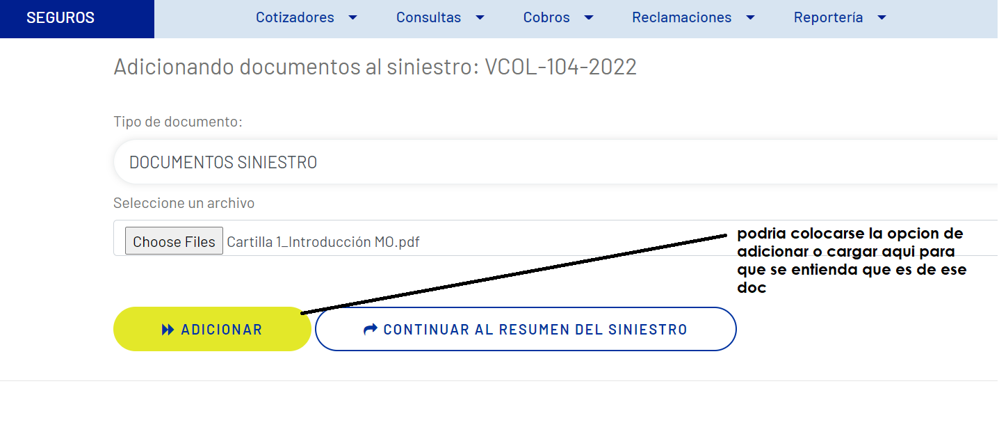 SEGUROS
Cotizadores
Consultas
Cobros
Reclamaciones
Reportería
Adicionando documentos al siniestro: VCOL-104-2022
Tipo de documento:
DOCUMENTOS SINIESTRO
Seleccione un archivo
Choose Files Cartilla 1_Introducción MO.pdf
podria colocarse la opcion de
adicionar o cargar aqui para
que se entienda que es de ese
doc
ADICIONAR
CONTINUAR AL RESUMEN DEL SINIESTRO